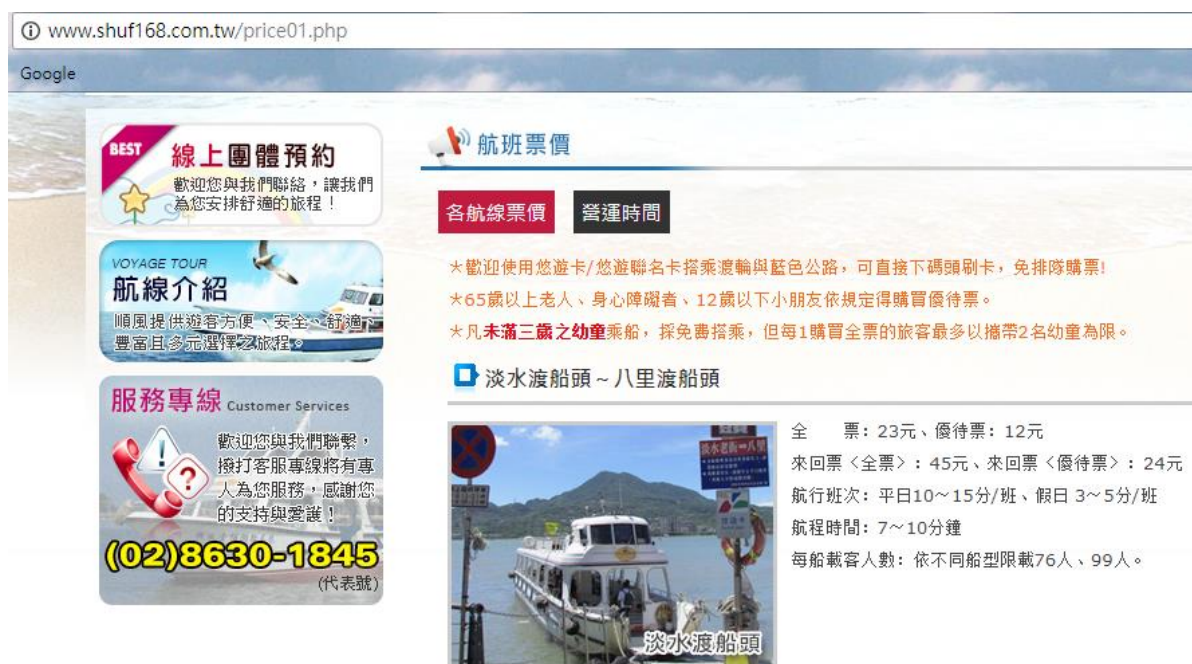 www.shuf168.com.tw/price01.php
Google
BEST
線上團體預約
歡迎您與我們聯絡，讓我們
為您安排舒適的旅程！
VOYAGE TOUR
航線介紹
順風提供遊客方便、安全、舒適、
豐富且多元選擇之旅程。
服務專線 Customer Services
歡迎您與我們聯繫，
撥打客服專線將有專
人為您服務，感謝您
的支持與愛護！
(02)8630-1845
(代表號)
航班票價
各航線票價 營運時間
＊歡迎使用悠遊卡/悠遊聯名卡搭乘渡輪與藍色公路，可直接下碼頭刷卡，免排隊購票!
＊65歲以上老人、身心障礙者、12歲以下小朋友依規定得購買優待票。
＊凡未滿三歲之幼童乘船，採免費搭乘，但每1購買全票的旅客最多以攜帶2名幼童為限。
淡水渡船頭～八里渡船頭
淡水老街⟷八里
淡水渡船頭
全　　票：23元、優待票：12元
來回票〈全票〉：45元、來回票〈優待票〉：24元
航行班次：平日10～15分/班、假日 3～5分/班
航程時間：7～10分鐘
每船載客人數：依不同船型限載76人、99人。